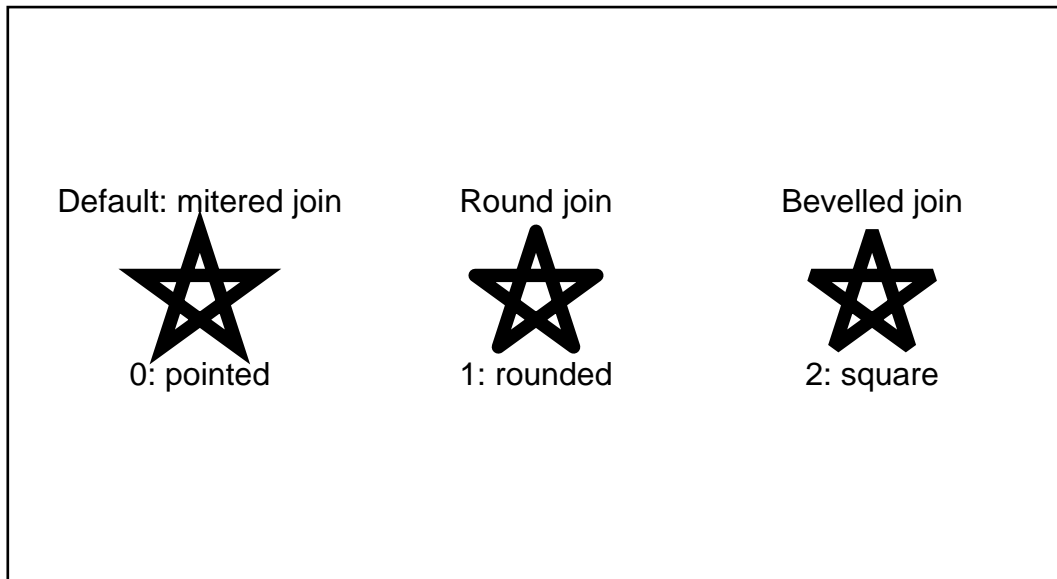 Default: mitered join
Round join
Bevelled join
0: pointed
1: rounded
2: square